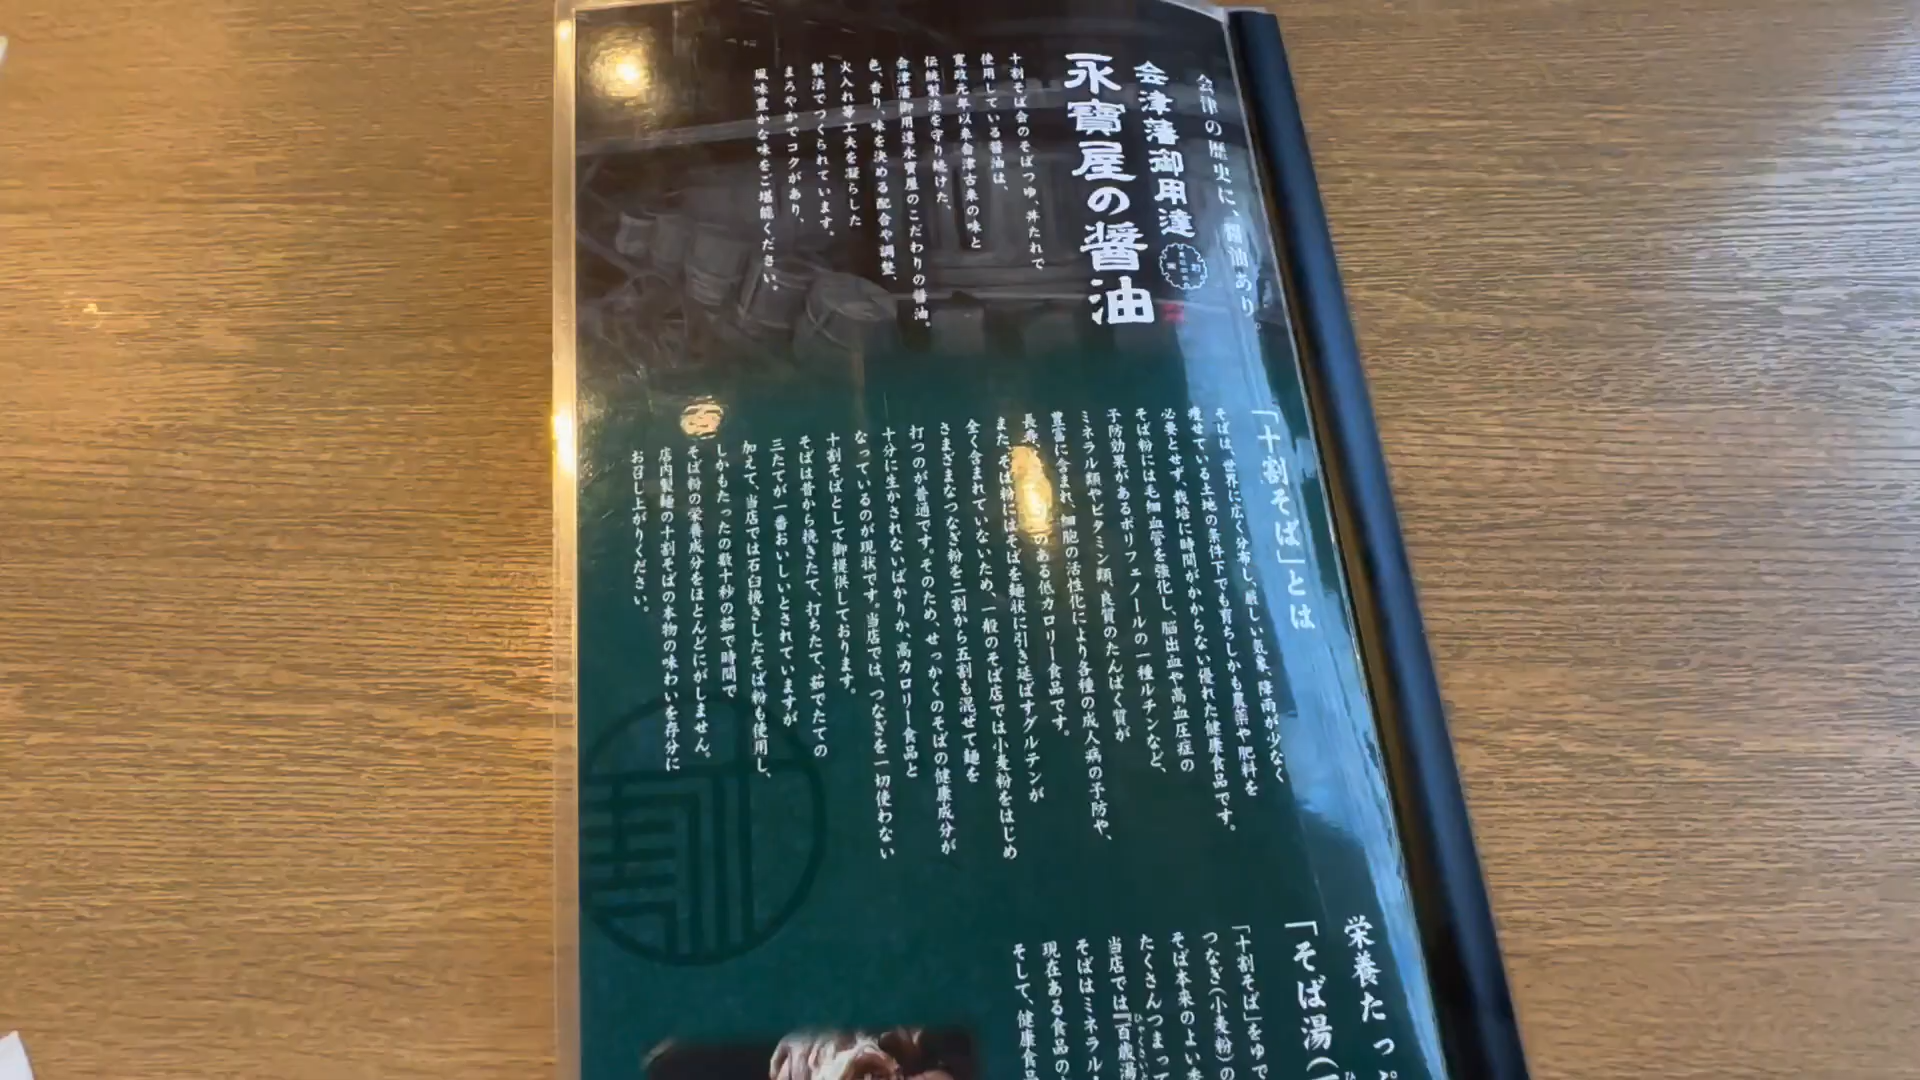 会津の歴史に、醤油あり。
会津藩御用達
永寶屋の醤油
十割そば会のそばつゆ、丼たれで
使用している醤油は、
寛政元年以来会津古来の味と
伝統製法を守り続けた、
会津藩御用達永寶屋のこだわりの醤油。
色、香り、味を決める配合や調整、
火入れ等工夫を凝らした
製法でつくられています。
まろやかでコクがあり、
風味豊かな味をご堪能ください。
「十割そば」とは
そばは、世界に広く分布し、厳しい気象、降雨が少なく
痩せている土地の条件下でも育ちしかも農薬や肥料を
必要とせず、栽培に時間がかからない優れた健康食品です。
そば粉には毛細血管を強化し、脳出血や高血圧症の
予防効果があるポリフェノールの一種ルチンなど、
ミネラル類やビタミン類、良質のたんぱく質が
豊富に含まれ、細胞の活性化により各種の成人病の予防や、
長寿、のある低カロリー食品です。
また、そば粉にはそばを麺状に引き延ばすグルテンが
全く含まれていないため、一般のそば店では小麦粉をはじめ
さまざまなつなぎ粉を二割から五割も混ぜて麺を
打つのが普通です。そのため、せっかくのそばの健康成分が
十分に生かされないばかりか、高カロリー食品と
なっているのが現状です。当店では、つなぎを一切使わない
十割そばとして御提供しております。
そばは昔から挽きたて、打ちたて、茹でたての
三たてが一番おいしいとされていますが
加えて、当店では石臼挽きしたそば粉も使用し、
しかもたったの数十秒の茹で時間で
そば粉の栄養成分をほとんどにがしません。
店内製麺の十割そばの本物の味わいを存分に
お召し上がりください。
栄養たっぷ
「そば湯(
「十割そば」をゆで
つなぎ(小麦粉)の
そば本来のよい香
たくさんつまって
当店では『百歳湯
そばはミネラル・
現在ある食品の
そして、健康食品